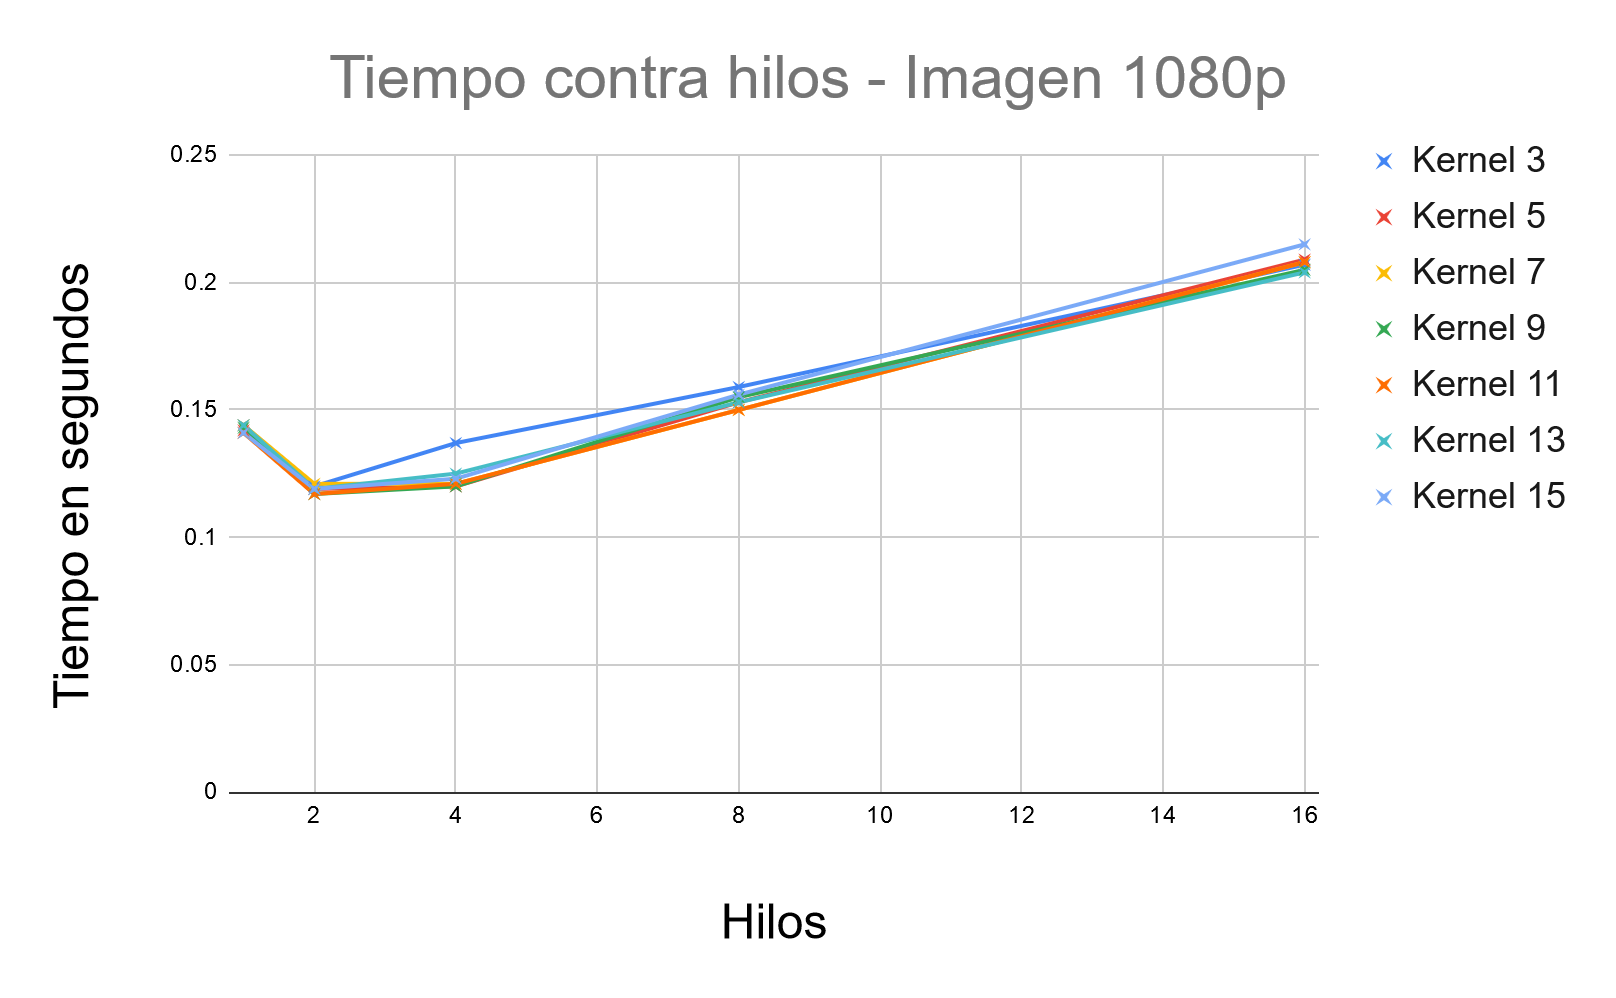 Tiempo contra hilos - Imagen 1080p
Tiempo en segundos
0.25
0.2
0.15
0.1
0.05
0
2 4 6 8 10 12 14 16
Hilos
Kernel 3
Kernel 5
Kernel 7
Kernel 9
Kernel 11
Kernel 13
Kernel 15